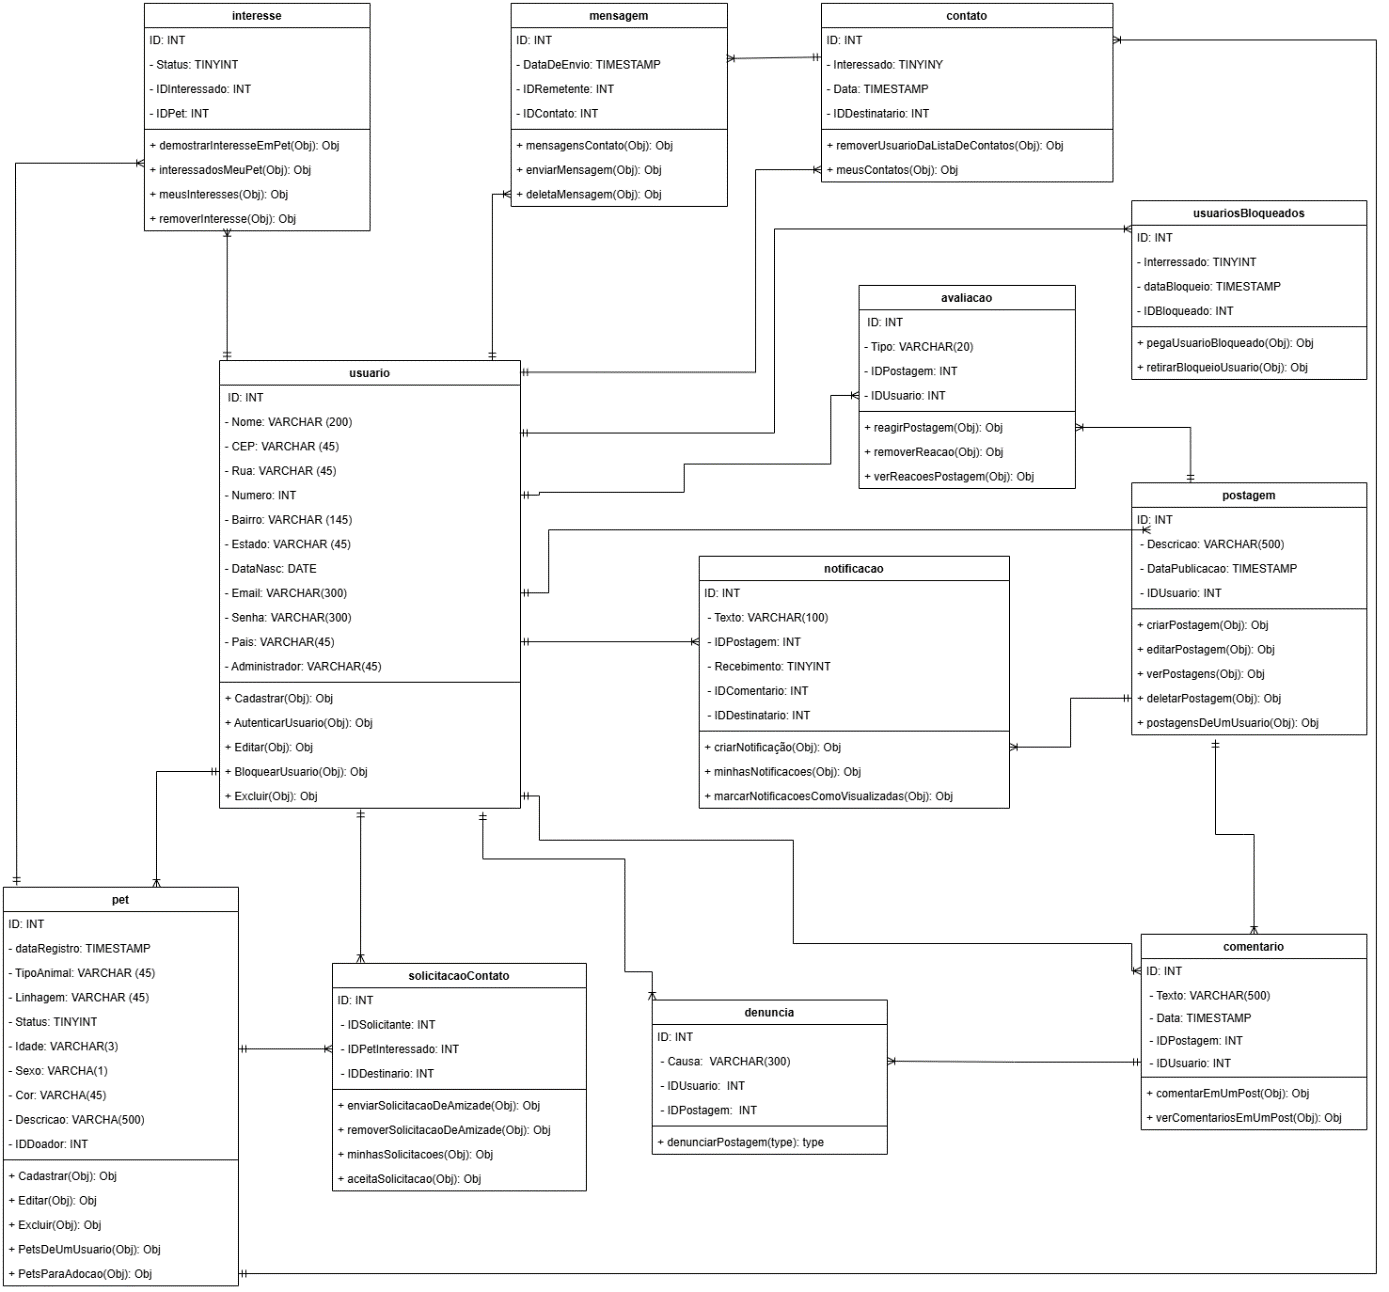 interesse
ID: INT
- Status: TINYINT
- IDInteressado: INT
- IDPet: INT
+ demostrarInteresseEmPet(Obj): Obj
+ interessadosMeuPet(Obj): Obj
+ meusInteresses(Obj): Obj
+ removerInteresse(Obj): Obj
mensagem
ID: INT
- DataDeEnvio: TIMESTAMP
- IDRemetente: INT
- IDContato: INT
+ mensagensContato(Obj): Obj
+ enviarMensagem(Obj): Obj
+ deletaMensagem(Obj): Obj
contato
ID: INT
- Interessado: TINYINY
- Data: TIMESTAMP
- IDDestinatario: INT
+ removerUsuarioDaListaDeContatos(Obj): Obj
+ meusContatos(Obj): Obj
usuariosBloqueados
ID: INT
- Interressado: TINYINT
- dataBloqueio: TIMESTAMP
- IDBloqueado: INT
+ pegaUsuarioBloqueado(Obj): Obj
+ retirarBloqueioUsuario(Obj): Obj
avaliacao
ID: INT
- Tipo: VARCHAR(20)
- IDPostagem: INT
- IDUsuario: INT
+ reagirPostagem(Obj): Obj
+ removerReacao(Obj): Obj
+ verReacoesPostagem(Obj): Obj
usuario
ID: INT
- Nome: VARCHAR (200)
- CEP: VARCHAR (45)
- Rua: VARCHAR (45)
- Numero: INT
- Bairro: VARCHAR (145)
- Estado: VARCHAR (45)
- DataNasc: DATE
- Email: VARCHAR(300)
- Senha: VARCHAR(300)
- Pais: VARCHAR(45)
- Administrador: VARCHAR(45)
+ Cadastrar(Obj): Obj
+ AutenticarUsuario(Obj): Obj
+ Editar(Obj): Obj
+ BloquearUsuario(Obj): Obj
+ Excluir(Obj): Obj
postagem
ID: INT
- Descricao: VARCHAR(500)
- DataPublicacao: TIMESTAMP
- IDUsuario: INT
+ criarPostagem(Obj): Obj
+ editarPostagem(Obj): Obj
+ verPostagens(Obj): Obj
+ deletarPostagem(Obj): Obj
+ postagensDeUmUsuario(Obj): Obj
notificacao
ID: INT
- Texto: VARCHAR(100)
- IDPostagem: INT
- Recebimento: TINYINT
- IDComentario: INT
- IDDestinatario: INT
+ criarNotificação(Obj): Obj
+ minhasNotificacoes(Obj): Obj
+ marcarNotificacoesComoVisualizadas(Obj): Obj
pet
ID: INT
- dataRegistro: TIMESTAMP
- TipoAnimal: VARCHAR (45)
- Linhagem: VARCHAR (45)
- Status: TINYINT
- Idade: VARCHAR(3)
- Sexo: VARCHA(1)
- Cor: VARCHA(45)
- Descricao: VARCHA(500)
- IDDoador: INT
+ Cadastrar(Obj): Obj
+ Editar(Obj): Obj
+ Excluir(Obj): Obj
+ PetsDeUmUsuario(Obj): Obj
+ PetsParaAdocao(Obj): Obj
solicitacaoContato
ID: INT
- IDSolicitante: INT
- IDPetInteressado: INT
- IDDestinario: INT
+ enviarSolicitacaoDeAmizade(Obj): Obj
+ removerSolicitacaoDeAmizade(Obj): Obj
+ minhasSolicitacoes(Obj): Obj
+ aceitaSolicitacao(Obj): Obj
denuncia
ID: INT
- Causa: VARCHAR(300)
- IDUsuario: INT
- IDPostagem: INT
+ denunciarPostagem(type): type
comentario
ID: INT
- Texto: VARCHAR(500)
- Data: TIMESTAMP
- IDPostagem: INT
- IDUsuario: INT
+ comentarEmUmPost(Obj): Obj
+ verComentariosEmUmPost(Obj): Obj